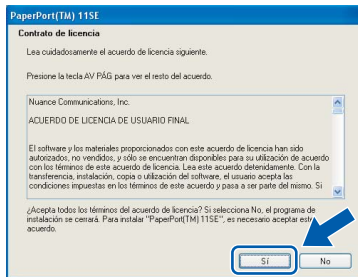 PaperPort(TM) 11SE
Contrato de licencia
Lea cuidadosamente el acuerdo de licencia siguiente.
Presione la tecla AV PÁG para ver el resto del acuerdo.
Nuance Communications, Inc.
ACUERDO DE LICENCIA DE USUARIO FINAL
El software y los materiales proporcionados con este acuerdo de licencia han sido
autorizados, no vendidos, y sólo se encuentran disponibles para su utilización de acuerdo
con los términos de este acuerdo de licencia. Lea este acuerdo detenidamente. Con la
transferencia, instalación, copia o utilización del software, el usuario acepta las
condiciones impuestas en los términos de este acuerdo y pasa a ser parte del mismo. Si
¿Acepta todos los términos del acuerdo de licencia? Si selecciona No, el programa de
instalación se cerrará. Para instalar "PaperPort(TM) 11SE", es necesario aceptar este
acuerdo.
Sí No